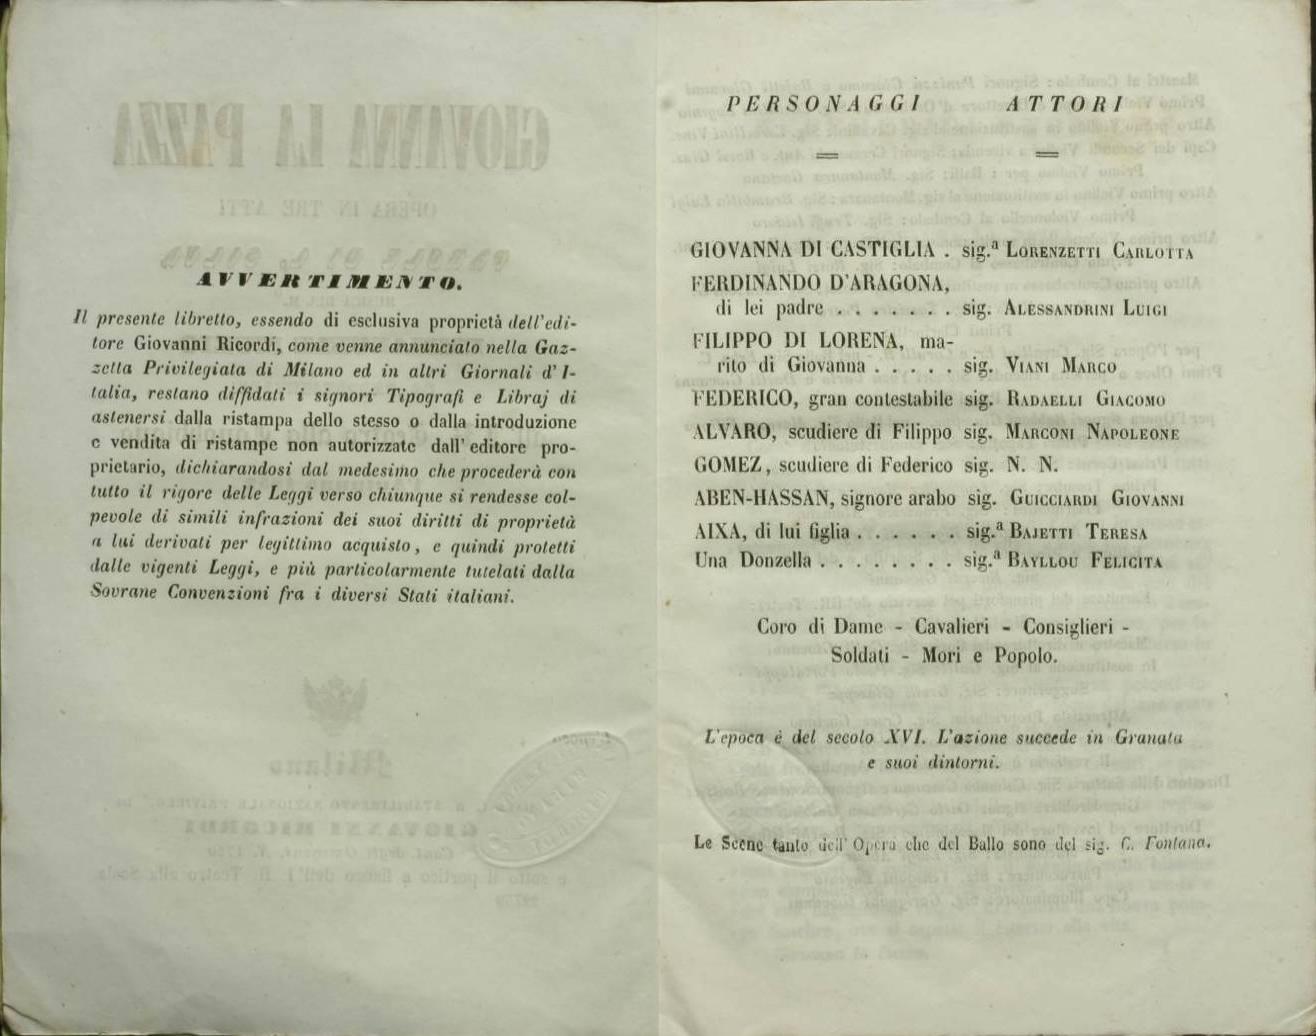 AVVERTIMENTO.
Il presente libretto, essendo di esclusiva proprietà dell'edi-
tore Giovanni Ricordi, come venne annunciato nella Gaz-
zetta Privilegiata di Milano ed in altri Giornali d'I-
talia, restano diffidati i signori Tipografi e Libraj di
astenersi dalla ristampa dello stesso o dalla introduzione
e vendita di ristampe non autorizzate dall'editore pro-
prietario, dichiarandosi dal medesimo che procederà con
tutto il rigore delle Leggi verso chiunque si rendesse col-
pevole di simili infrazioni dei suoi diritti di proprietà
a lui derivati per legittimo acquisto, e quindi protetti
dalle vigenti Leggi, e più particolarmente tutelati dalla
Sovrane Convenzioni fra i diversi Stati italiani.
PERSONAGGI ATTORI
GIOVANNA DI CASTIGLIA . sig.ª LORENZETTI CARLOTTA
FERDINANDO D'ARAGONA,
di lei padre . . . . . . . sig. ALESSANDRINI LUIGI
FILIPPO DI LORENA, ma-
rito di Giovanna . . . . . sig. VIANI MARCO
FEDERICO, gran contestabile sig. RADAELLI GIACOMO
ALVARO, scudiere di Filippo sig. MARCONI NAPOLEONE
GOMEZ, scudiere di Federico sig. N. N.
ABEN-HASSAN, signore arabo sig. GUICCIARDI GIOVANNI
AIXA, di lui figlia . . . . . . sig.ª BAJETTI TERESA
Una Donzella . . . . . . . . sig.ª BAYLLOU FELICITA
Coro di Dame - Cavalieri - Consiglieri -
Soldati - Mori e Popolo.
L'epoca è del secolo XVI. L'azione succede in Granata
e suoi dintorni.
Le Scene tanto dell'Opera che del Ballo sono del sig. C. Fontana.